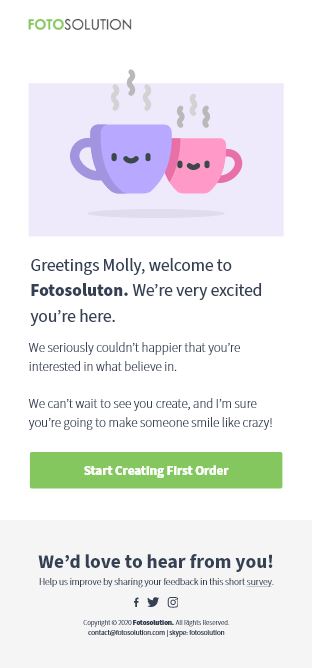 FOTOSOLUTION
Greetings Molly, welcome to
Fotosoluton. We're very excited
you're here.
We seriously couldn't happier that you're
interested in what believe in.
We can't wait to see you create, and I'm sure
you're going to make someone smile like crazy!
Start Creating First Order
We'd love to hear from you!
Help us improve by sharing your feedback in this short survey.
Copyright © 2020 Fotosolution. All Rights Reserved.
contact@fotosolution.com | skype: fotosolution